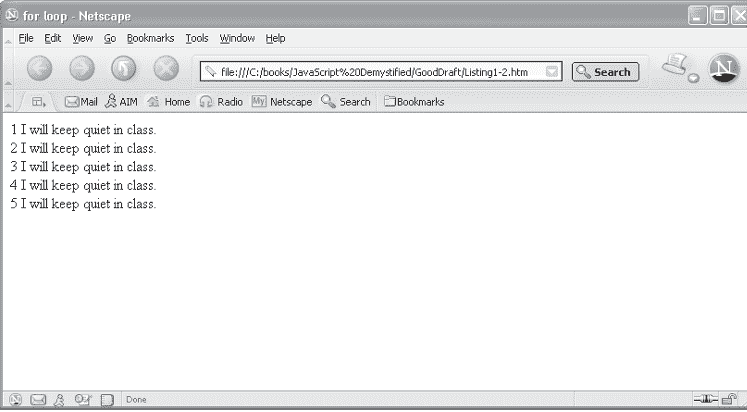 for loop - Netscape
File Edit View Go Bookmarks Tools Window Help
file:///C:/books/JavaScript%20Demystified/GoodDraft/Listing1-2.htm Search N
Mail AIM Home Radio My Netscape Search Bookmarks
1 I will keep quiet in class.
2 I will keep quiet in class.
3 I will keep quiet in class.
4 I will keep quiet in class.
5 I will keep quiet in class.
Done